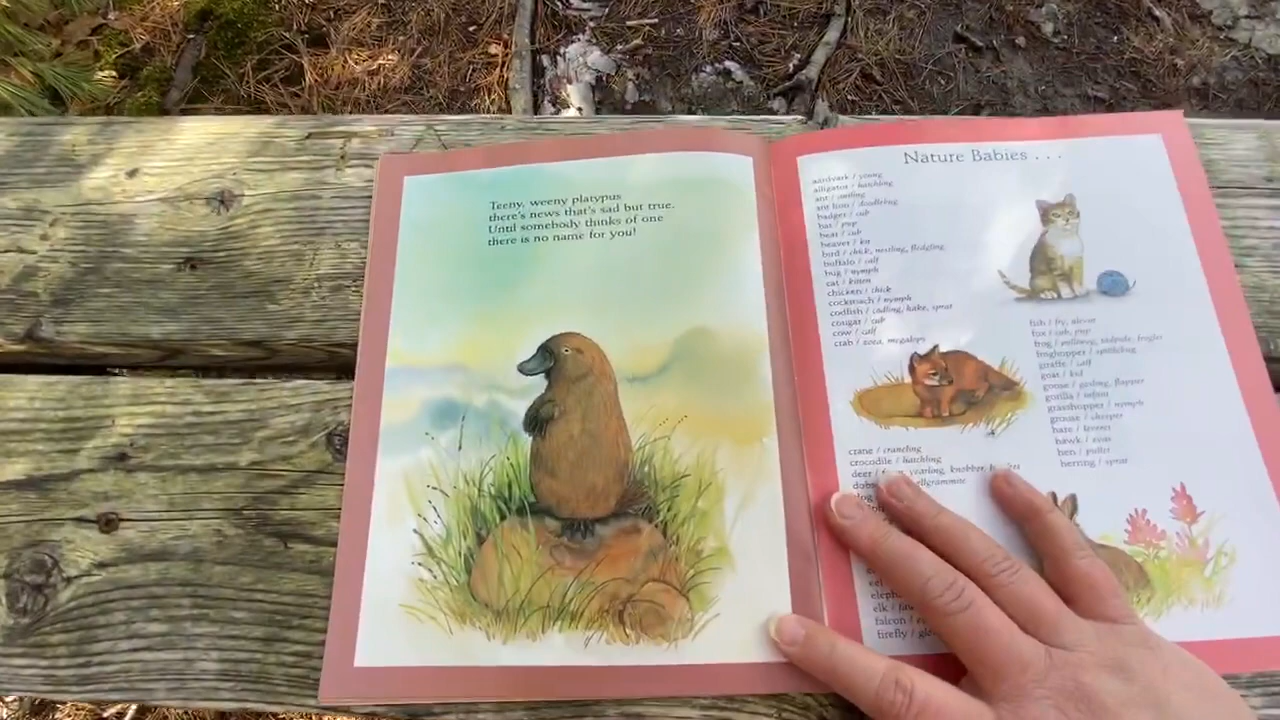 Teeny, weeny platypus
there's news that's sad but true.
Until somebody thinks of one
there is no name for you!
Nature Babies . . .
aardvark / young
alligator / hatchling
ant / antling
ant lion / doodlebug
badger / cub
bat / pup
bear / cub
beaver / kit
bird / chick, nestling, fledgling
buffalo / calf
bug / nymph
cat / kitten
chicken / chick
cockroach / nymph
codfish / codling, hake, sprat
cougar / cub
cow / calf
crab / zoea, megalops
crane / craneling
crocodile / hatchling
deer / yearling, knobber,
elk /
falcon /
firefly /
fish / fry, alevin
fox / cub, pup
frog / polliwog, tadpole, froglet
froghopper / spittlebug
giraffe / calf
goat / kid
goose / gosling, flapper
gorilla / infant
grasshopper / nymph
grouse / cheeper
hare / leveret
hawk / eyas
hen / pullet
herring / sprat